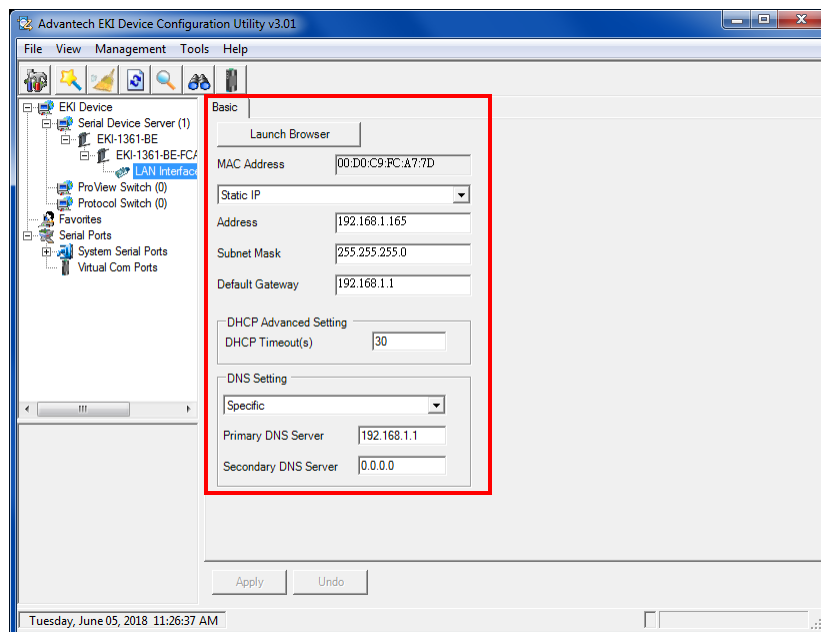 Advantech EKI Device Configuration Utility v3.01
File View Management Tools Help
EKI Device
Serial Device Server (1)
EKI-1361-BE
EKI-1361-BE-FCA
LAN Interface
ProView Switch (0)
Protocol Switch (0)
Favorites
Serial Ports
System Serial Ports
Virtual Com Ports
Basic
Launch Browser
MAC Address 00:D0:C9:FC:A7:7D
Static IP
Address 192.168.1.165
Subnet Mask 255.255.255.0
Default Gateway 192.168.1.1
DHCP Advanced Setting
DHCP Timeout(s) 30
DNS Setting
Specific
Primary DNS Server 192.168.1.1
Secondary DNS Server 0.0.0.0
Apply Undo
Tuesday, June 05, 2018 11:26:37 AM